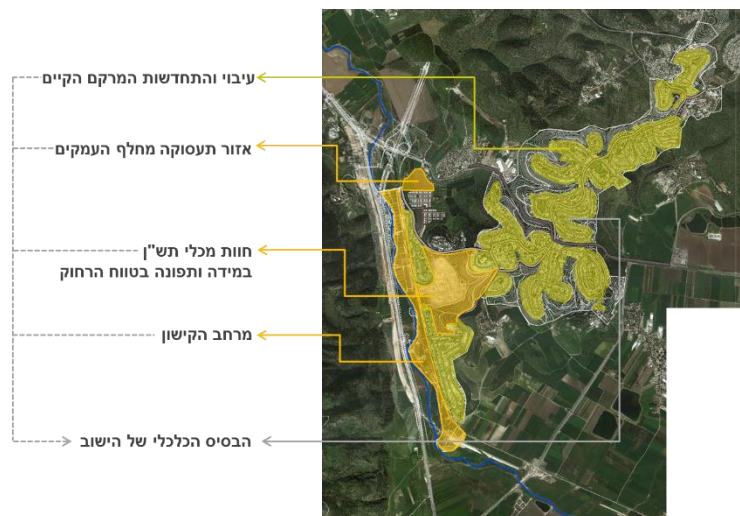 עיבוי והתחדשות המרקם הקיים
אזור תעסוקה מחלף העמקים
חוות מכלי תש"ן
במידה ותפונה בטווח הרחוק
מרחב הקישון
הבסיס הכלכלי של הישוב